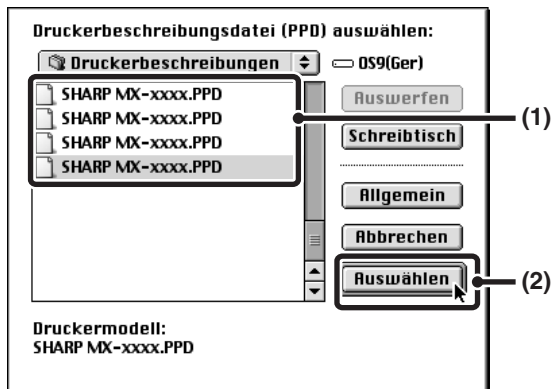 Druckerbeschreibungsdatei (PPD) auswählen:
Druckerbeschreibungen
OS9(Ger)
SHARP MX-xxxx.PPD
SHARP MX-xxxx.PPD
SHARP MX-xxxx.PPD
SHARP MX-xxxx.PPD
(1)
Auswerfen
Schreibtisch
Allgemein
Abbrechen
Auswählen
(2)
Druckermodell:
SHARP MX-xxxx.PPD